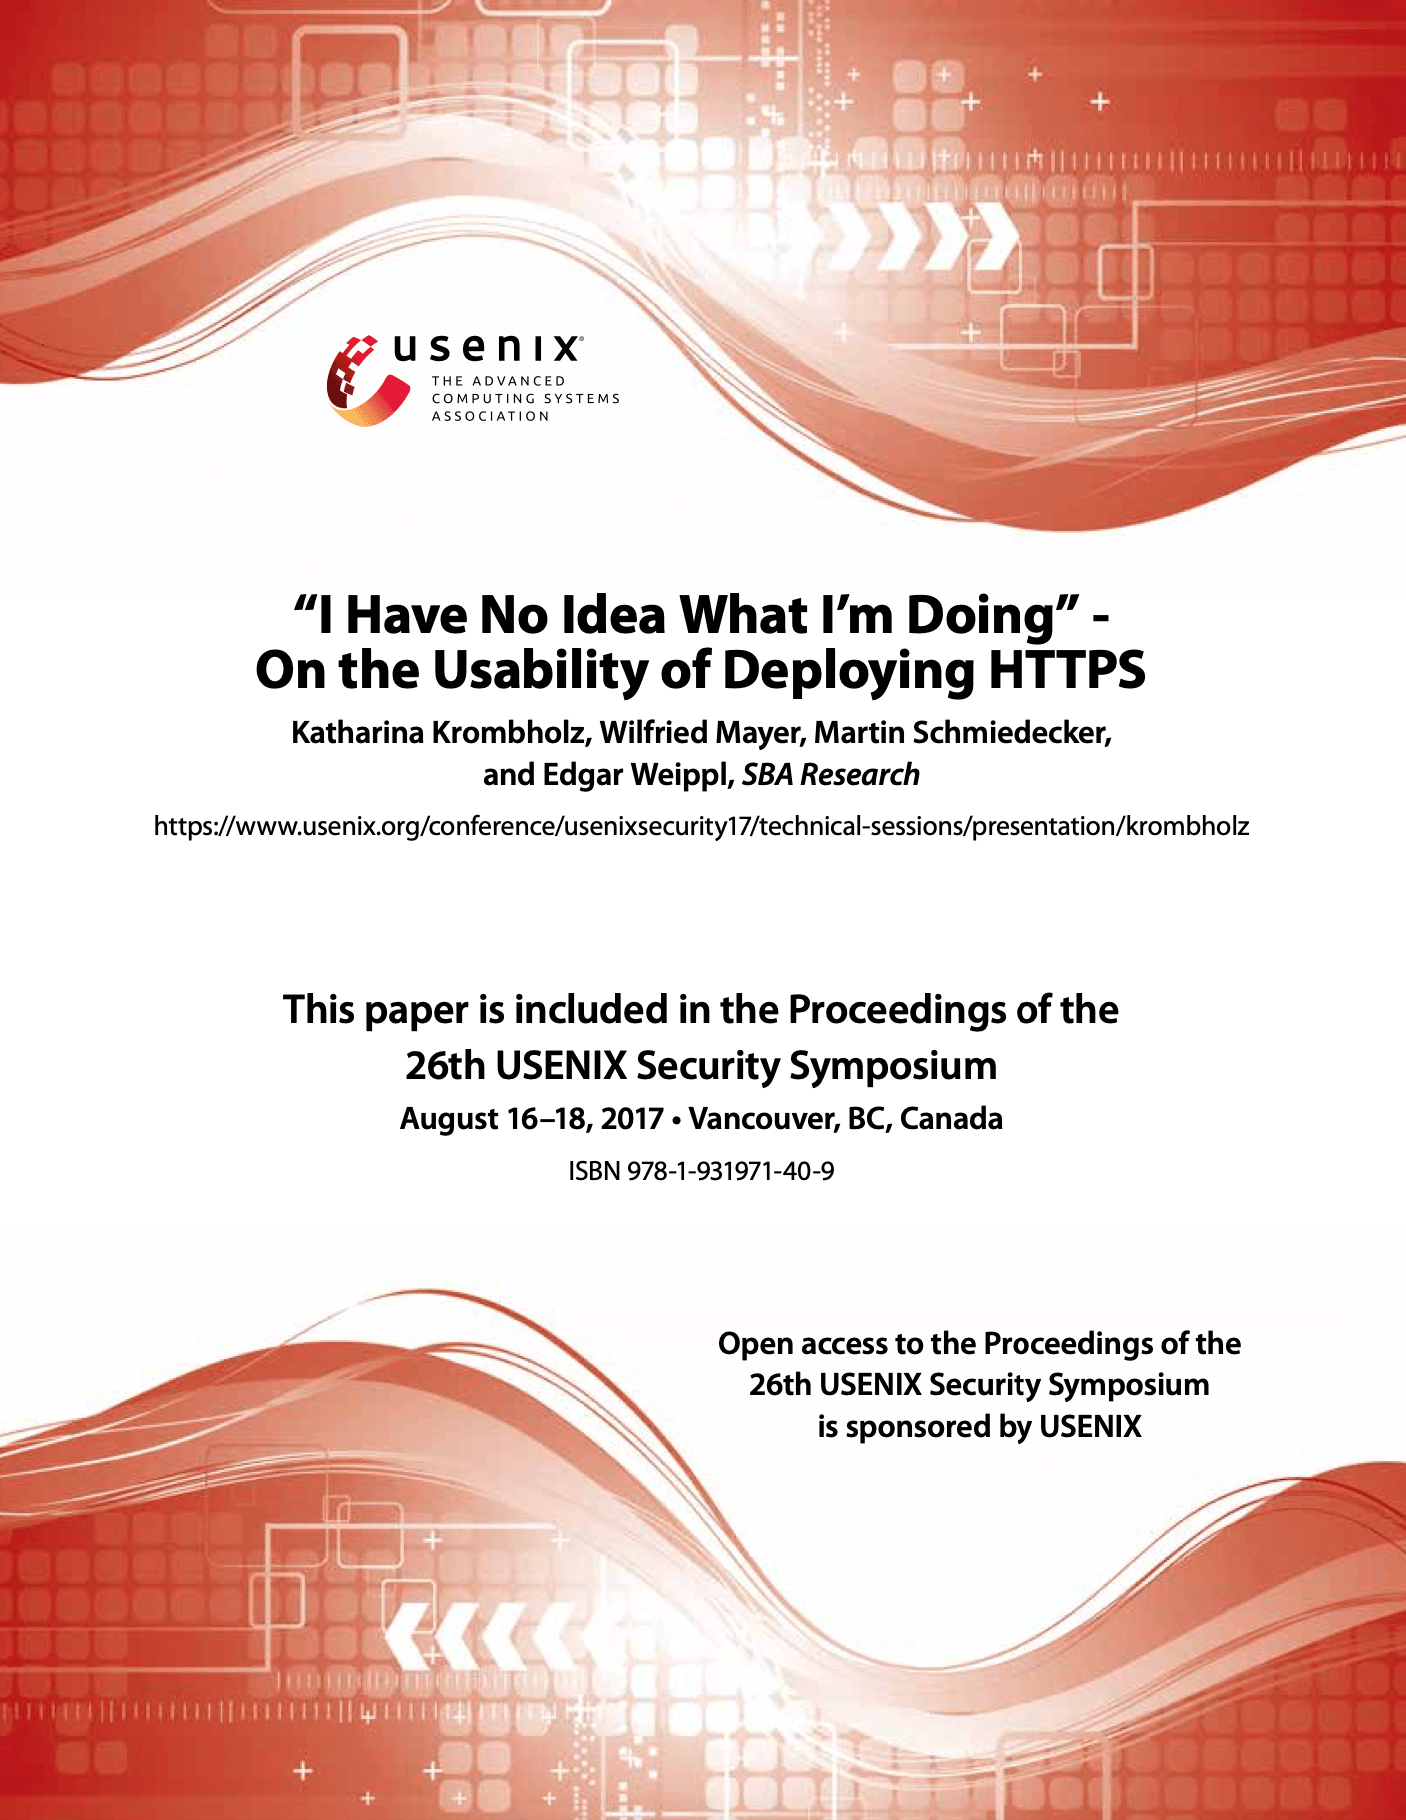 usenix®
THE ADVANCED
COMPUTING SYSTEMS
ASSOCIATION
“I Have No Idea What I’m Doing” -
On the Usability of Deploying HTTPS
Katharina Krombholz, Wilfried Mayer, Martin Schmiedecker,
and Edgar Weippl, SBA Research
https://www.usenix.org/conference/usenixsecurity17/technical-sessions/presentation/krombholz
This paper is included in the Proceedings of the
26th USENIX Security Symposium
August 16–18, 2017 • Vancouver, BC, Canada
ISBN 978-1-931971-40-9
Open access to the Proceedings of the
26th USENIX Security Symposium
is sponsored by USENIX